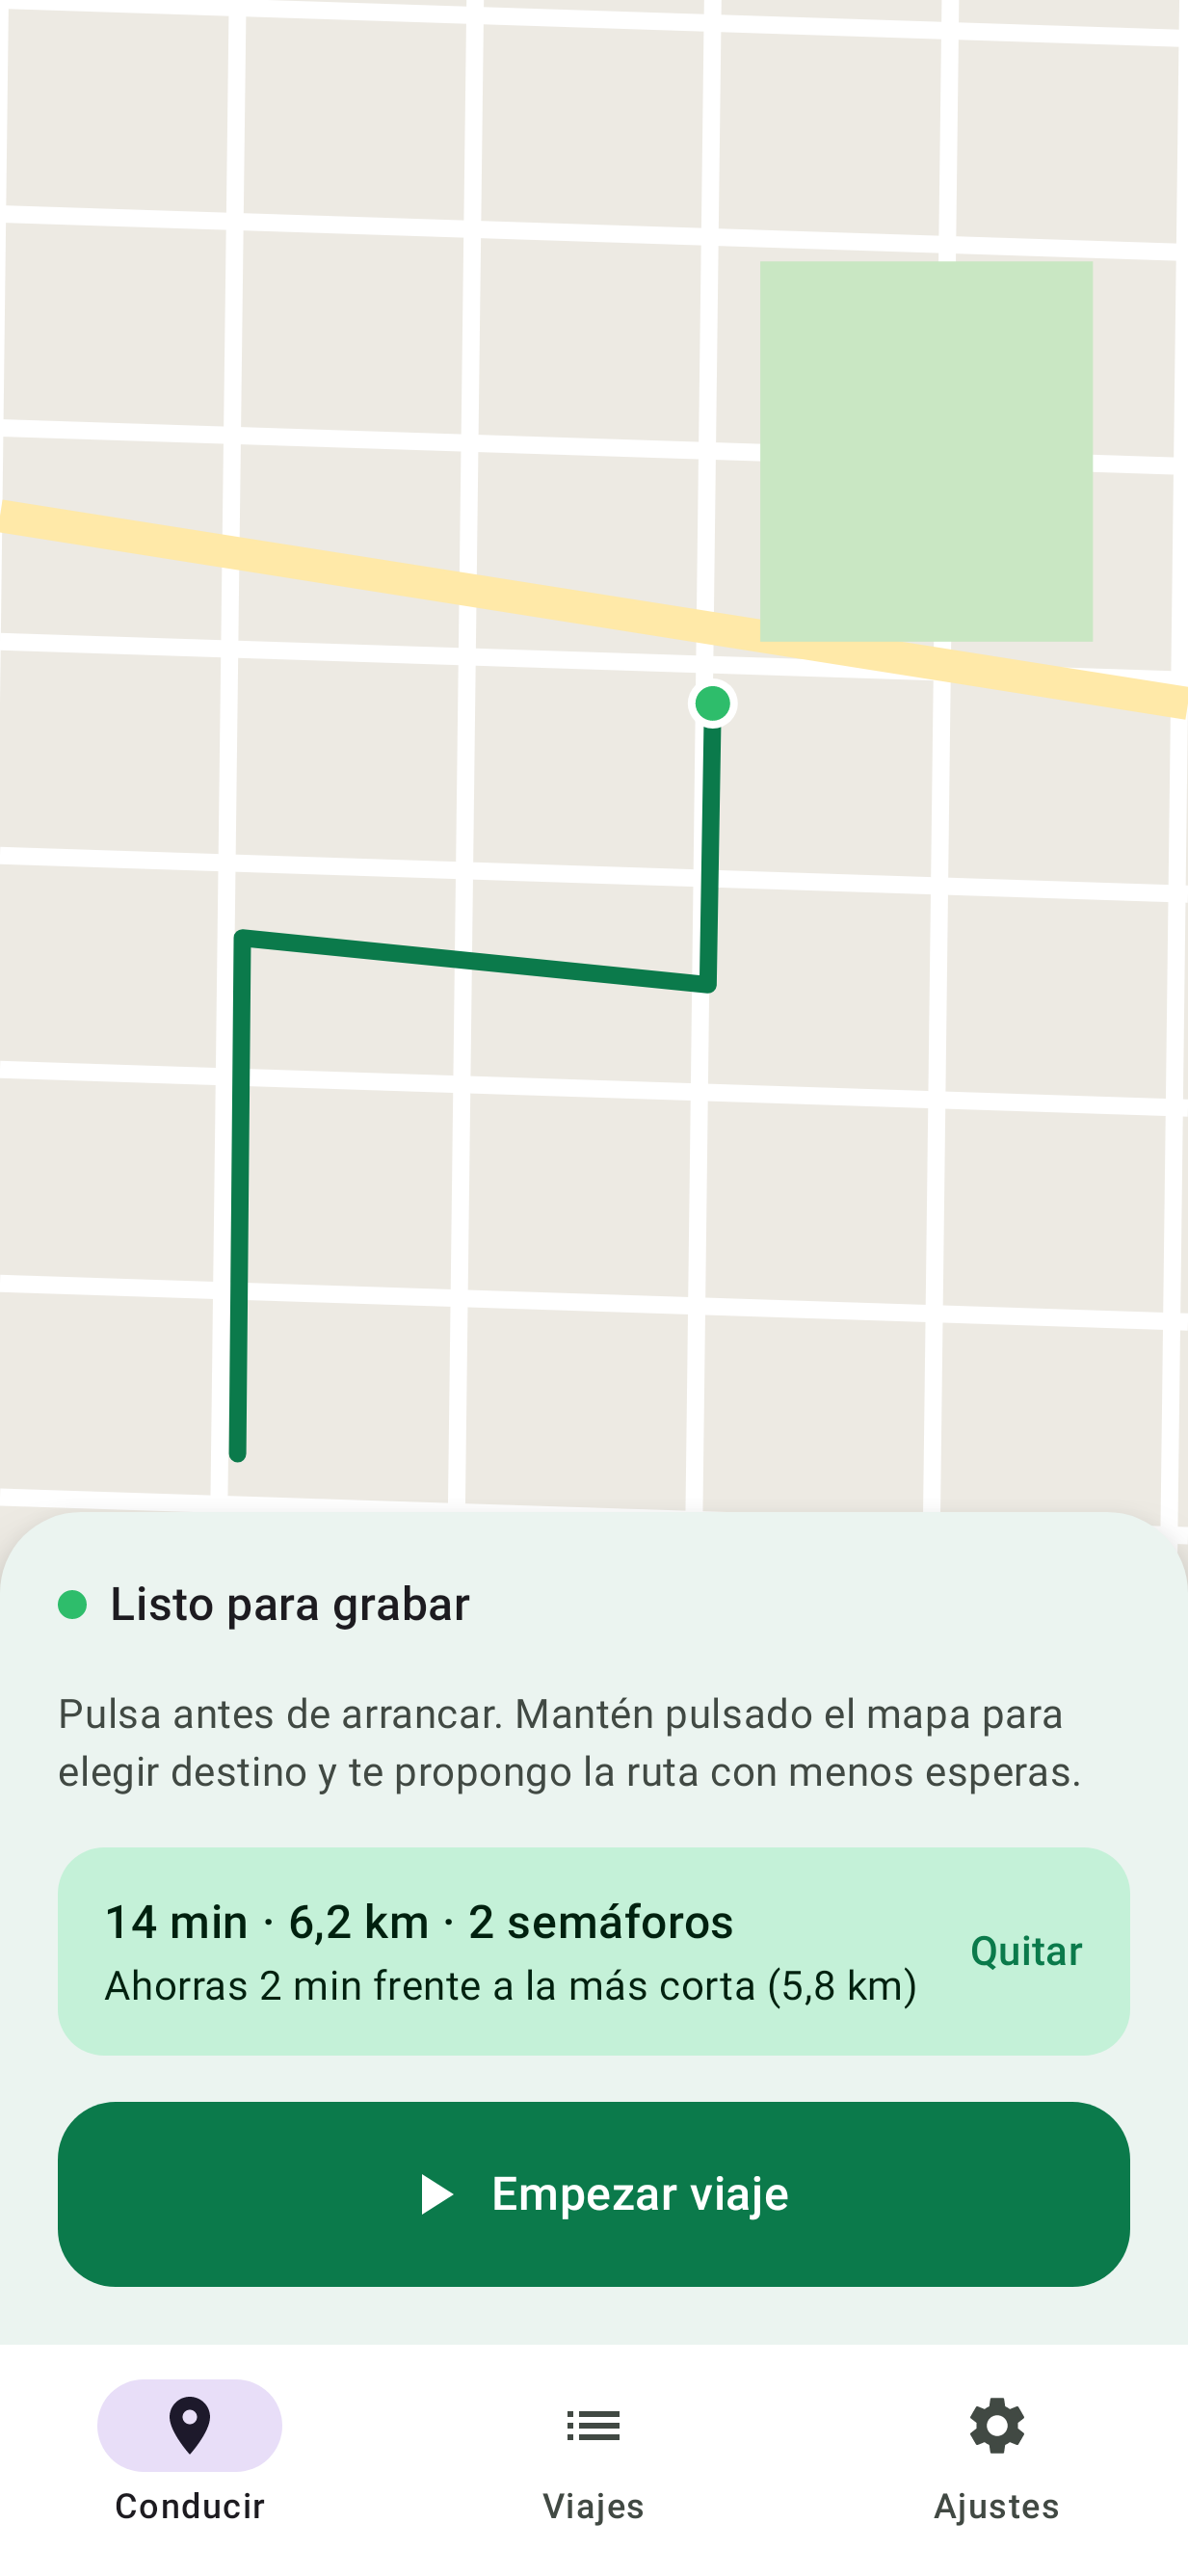 Listo para grabar
Pulsa antes de arrancar. Mantén pulsado el mapa para
elegir destino y te propongo la ruta con menos esperas.
14 min · 6,2 km · 2 semáforos
Ahorras 2 min frente a la más corta (5,8 km)
Quitar
Empezar viaje
Conducir
Viajes
Ajustes